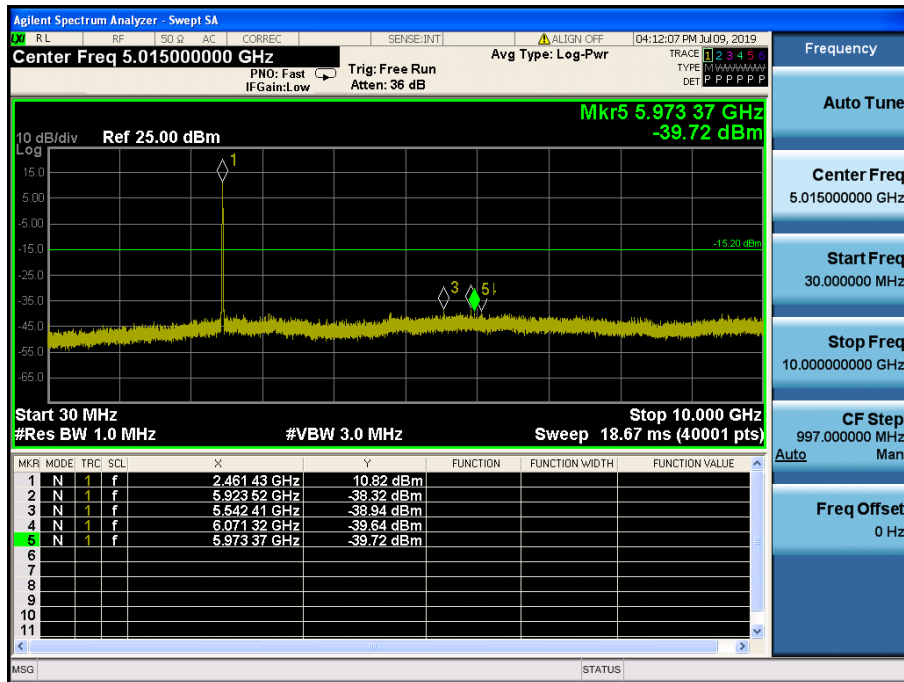 Agilent Spectrum Analyzer - Swept SA
LXI RL RF 50 Ω AC CORREC SENSE:INT ALIGN OFF 04:12:07 PM Jul 09, 2019
Center Freq 5.015000000 GHz
PNO: Fast
IFGain:Low
Trig: Free Run
Atten: 36 dB
Avg Type: Log-Pwr
TRACE 1 2 3 4 5 6
TYPE M W W W W W
DET P P P P P P
Mkr5 5.973 37 GHz
-39.72 dBm
10 dB/div Ref 25.00 dBm
Log
15.0
5.00
-5.00
-15.0
-25.0
-35.0
-45.0
-55.0
-65.0
1
3
5
-15.20 dBm
Start 30 MHz Stop 10.000 GHz
#Res BW 1.0 MHz #VBW 3.0 MHz Sweep 18.67 ms (40001 pts)
MKR MODE TRC SCL X Y FUNCTION FUNCTION WIDTH FUNCTION VALUE
1 N 1 f 2.461 43 GHz 10.82 dBm
2 N 1 f 5.923 52 GHz -38.32 dBm
3 N 1 f 5.542 41 GHz -38.94 dBm
4 N 1 f 6.071 32 GHz -39.64 dBm
5 N 1 f 5.973 37 GHz -39.72 dBm
6
7
8
9
10
11
MSG STATUS
Frequency
Auto Tune
Center Freq
5.015000000 GHz
Start Freq
30.000000 MHz
Stop Freq
10.000000000 GHz
CF Step
997.000000 MHz
Auto Man
Freq Offset
0 Hz